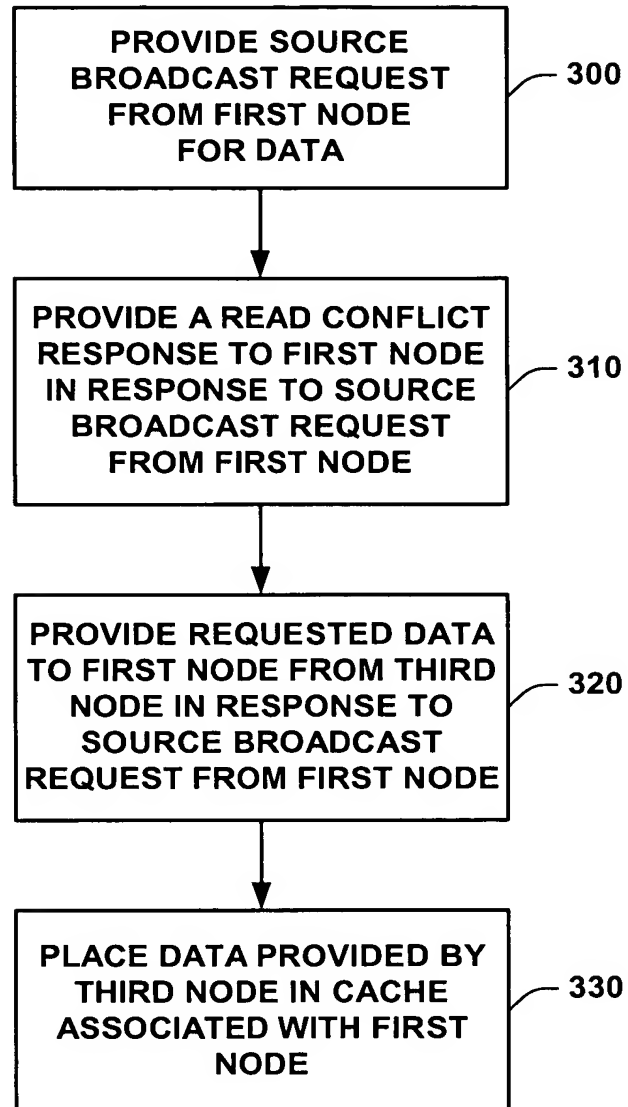 PROVIDE SOURCE
BROADCAST REQUEST
FROM FIRST NODE
FOR DATA
300
PROVIDE A READ CONFLICT
RESPONSE TO FIRST NODE
IN RESPONSE TO SOURCE
BROADCAST REQUEST
FROM FIRST NODE
310
PROVIDE REQUESTED DATA
TO FIRST NODE FROM THIRD
NODE IN RESPONSE TO
SOURCE BROADCAST
REQUEST FROM FIRST NODE
320
PLACE DATA PROVIDED BY
THIRD NODE IN CACHE
ASSOCIATED WITH FIRST
NODE
330